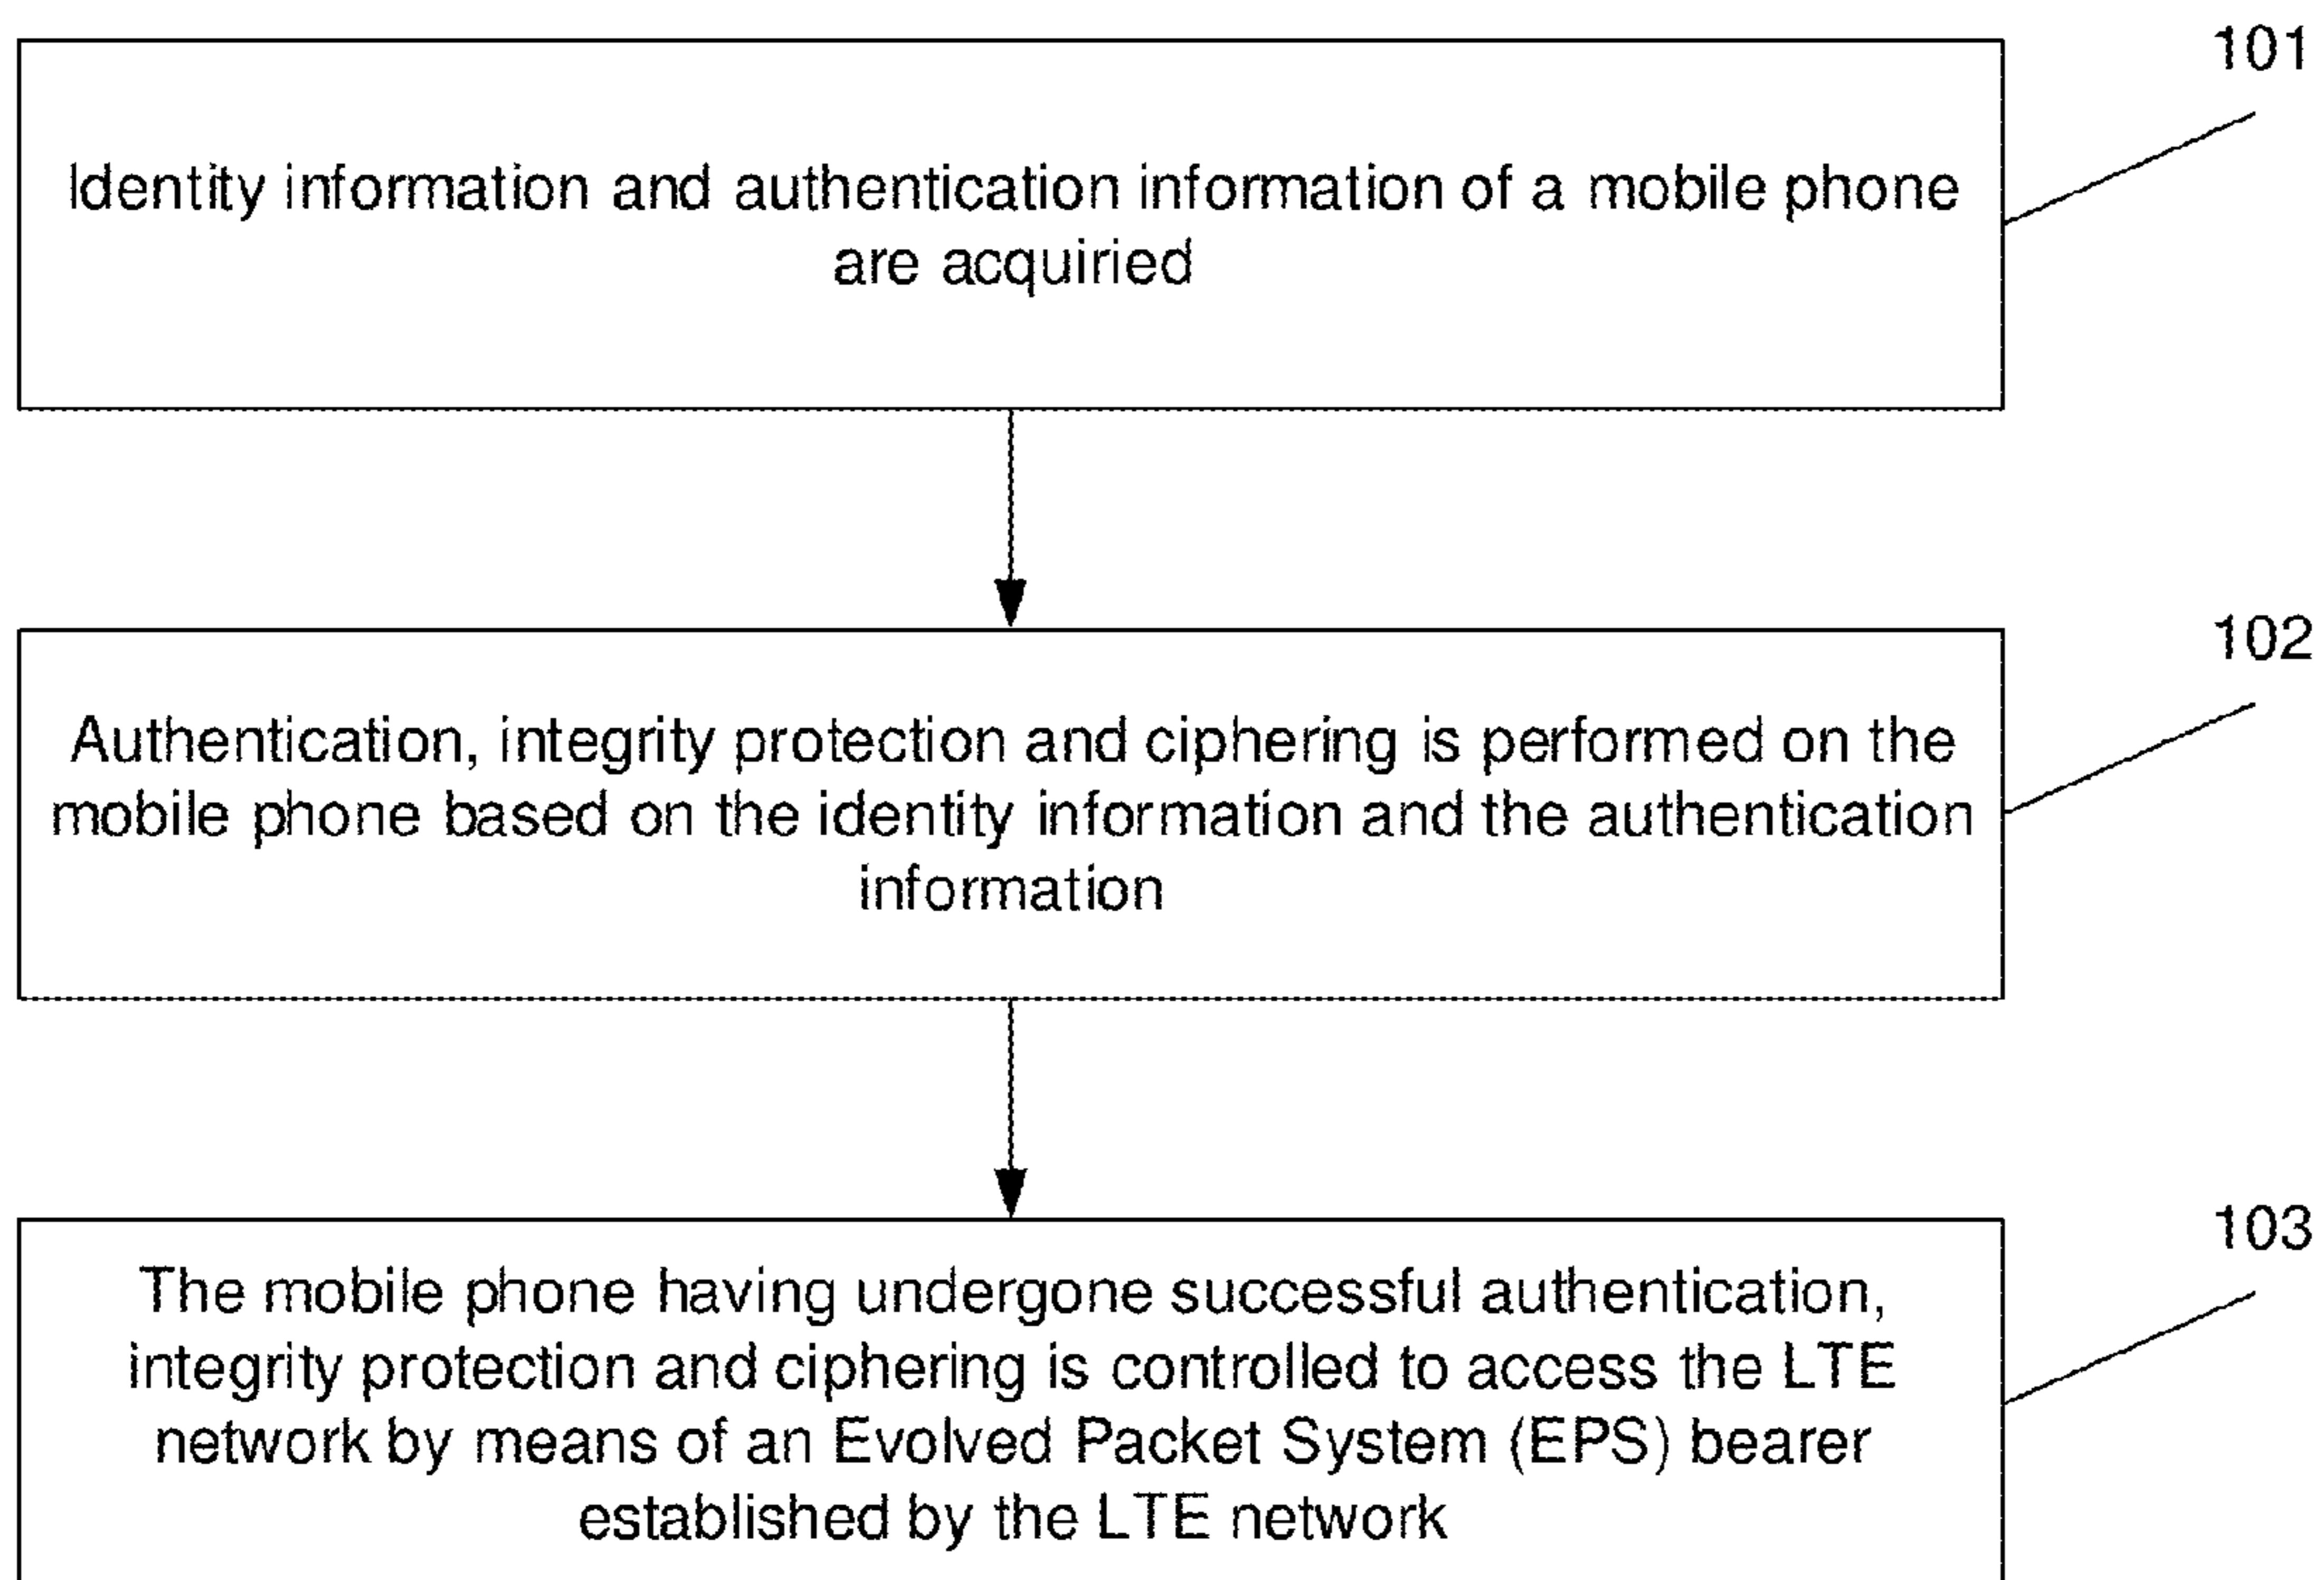 101
Identity information and authentication information of a mobile phone
are acquiried
102
Authentication, integrity protection and ciphering is performed on the
mobile phone based on the identity information and the authentication
information
103
The mobile phone having undergone successful authentication,
integrity protection and ciphering is controlled to access the LTE
network by means of an Evolved Packet System (EPS) bearer
established by the LTE network